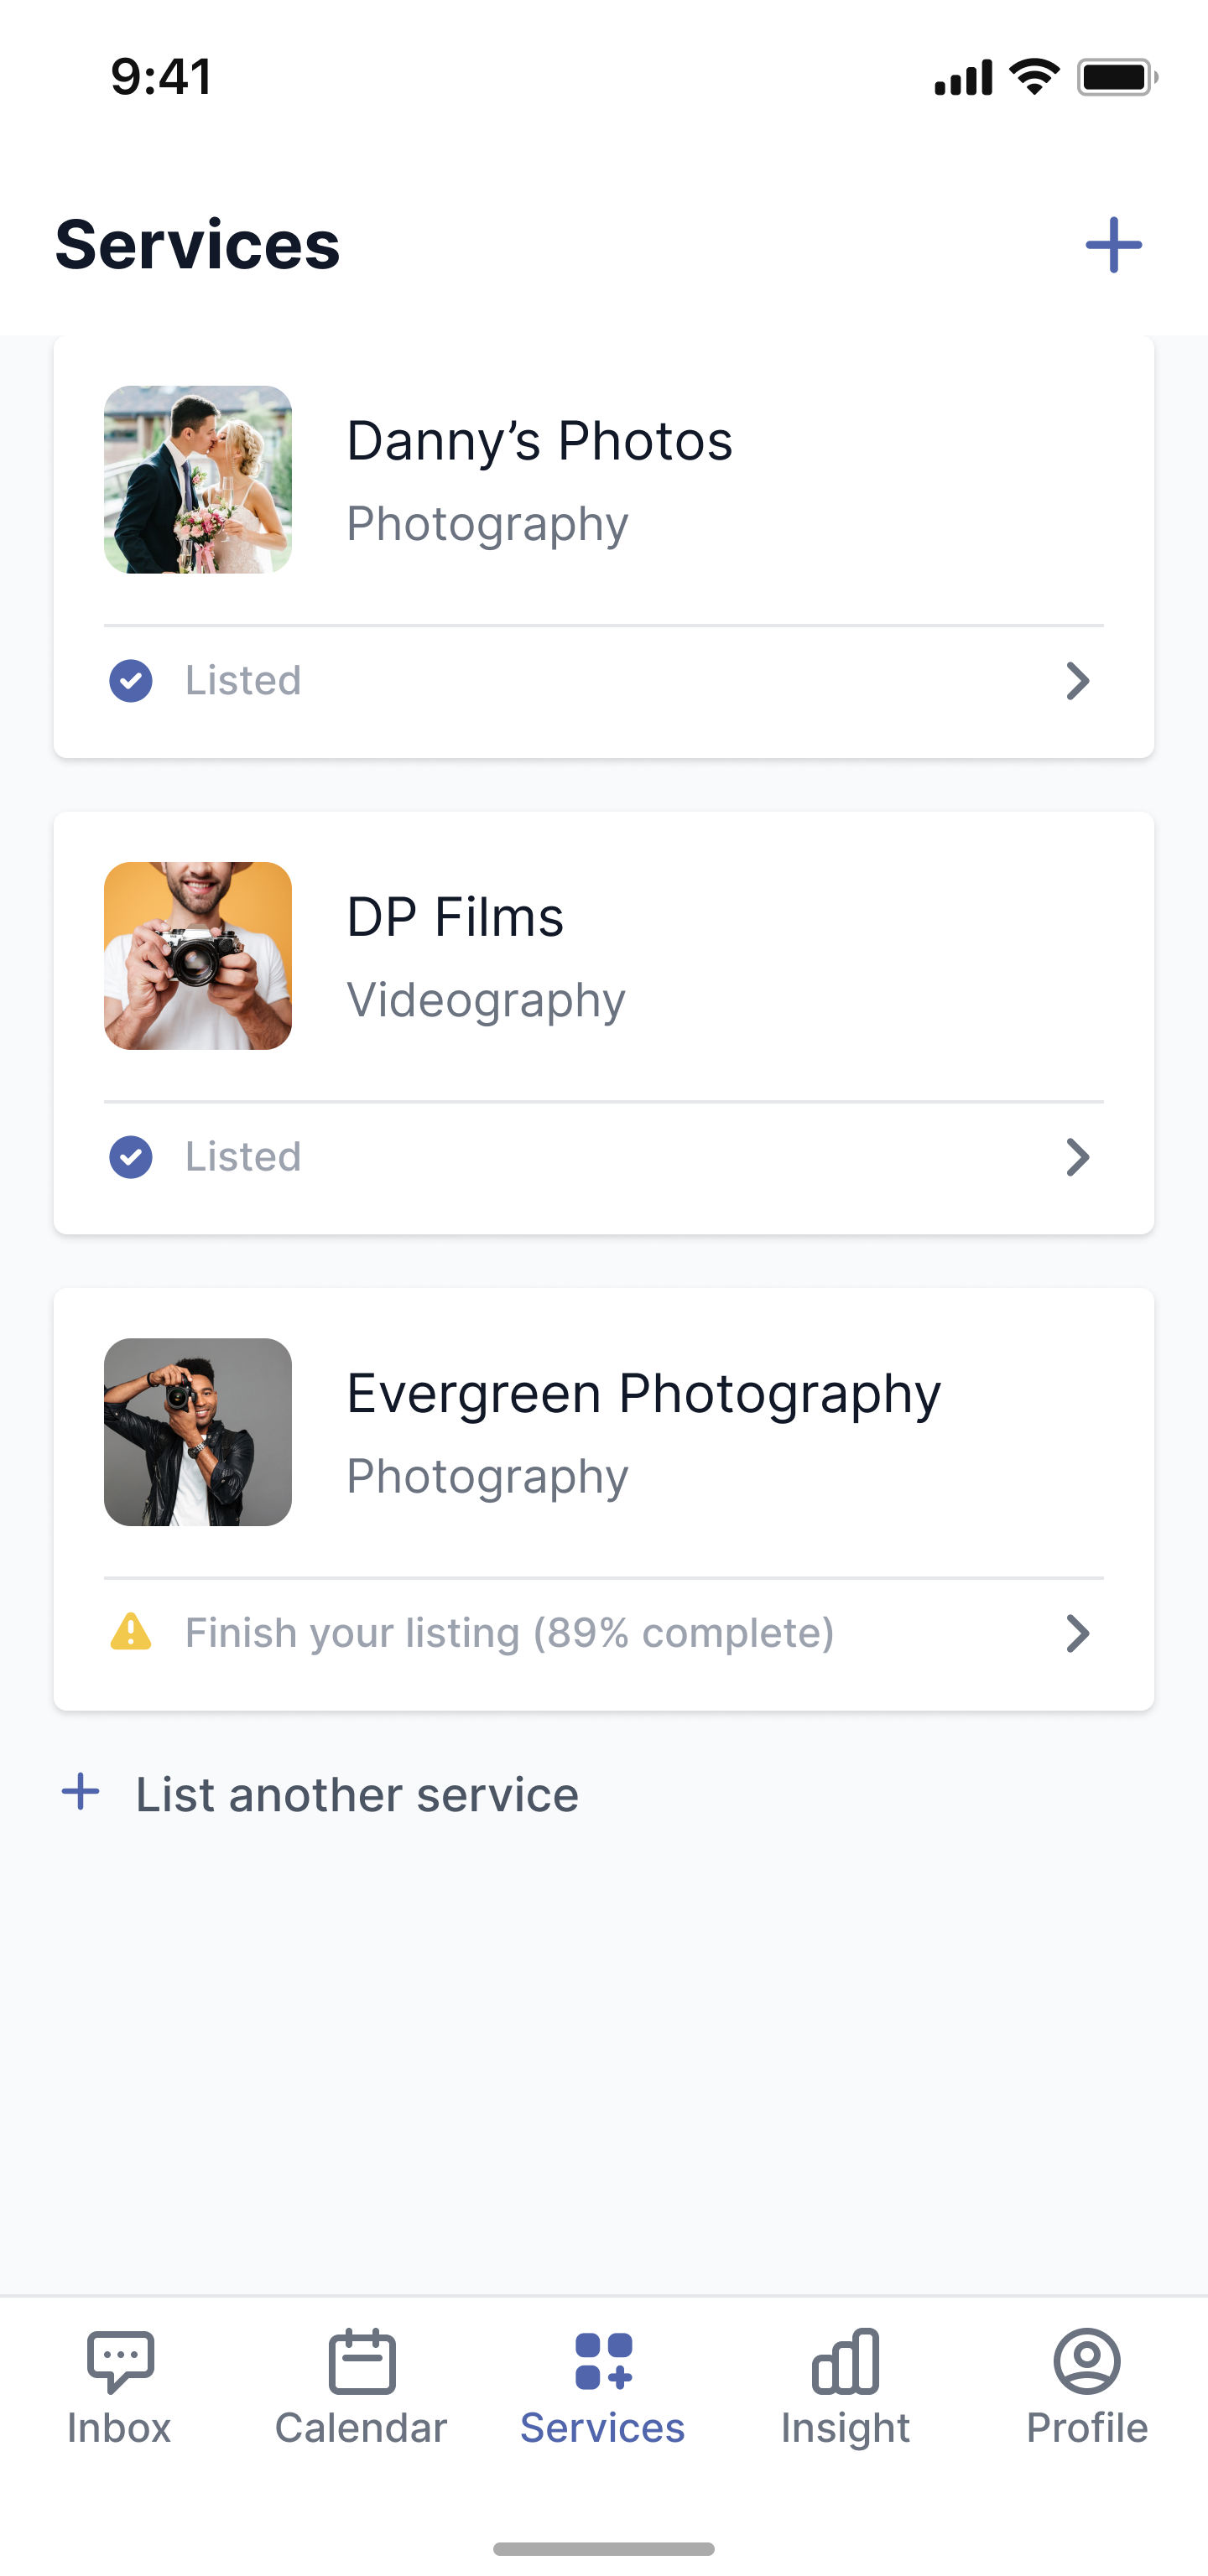 9:41
Services
Danny’s Photos
Photography
Listed
DP Films
Videography
Listed
Evergreen Photography
Photography
Finish your listing (89% complete)
List another service
Inbox
Calendar
Services
Insight
Profile